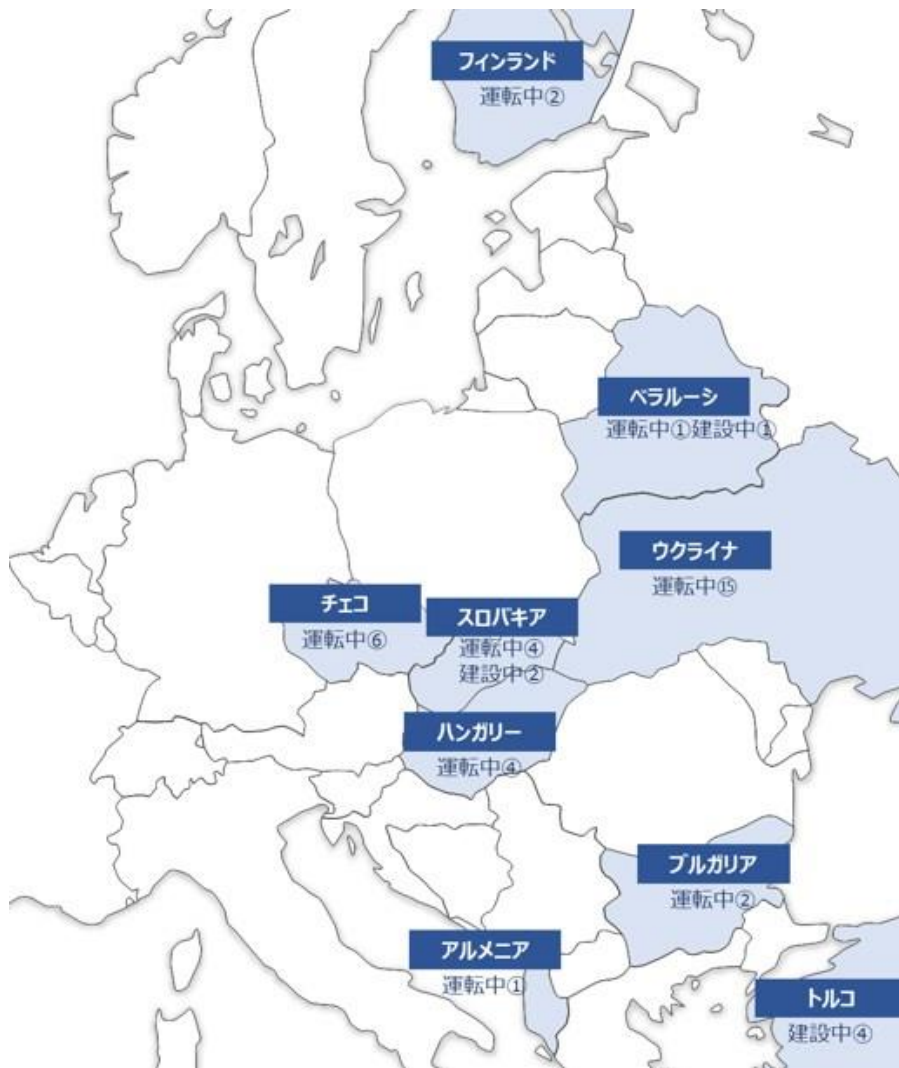 フィンランド
運転中②
ベラルーシ
運転中①建設中①
ウクライナ
運転中⑮
チェコ
運転中⑥
スロバキア
運転中④
建設中②
ハンガリー
運転中④
ブルガリア
運転中②
アルメニア
運転中①
トルコ
建設中④